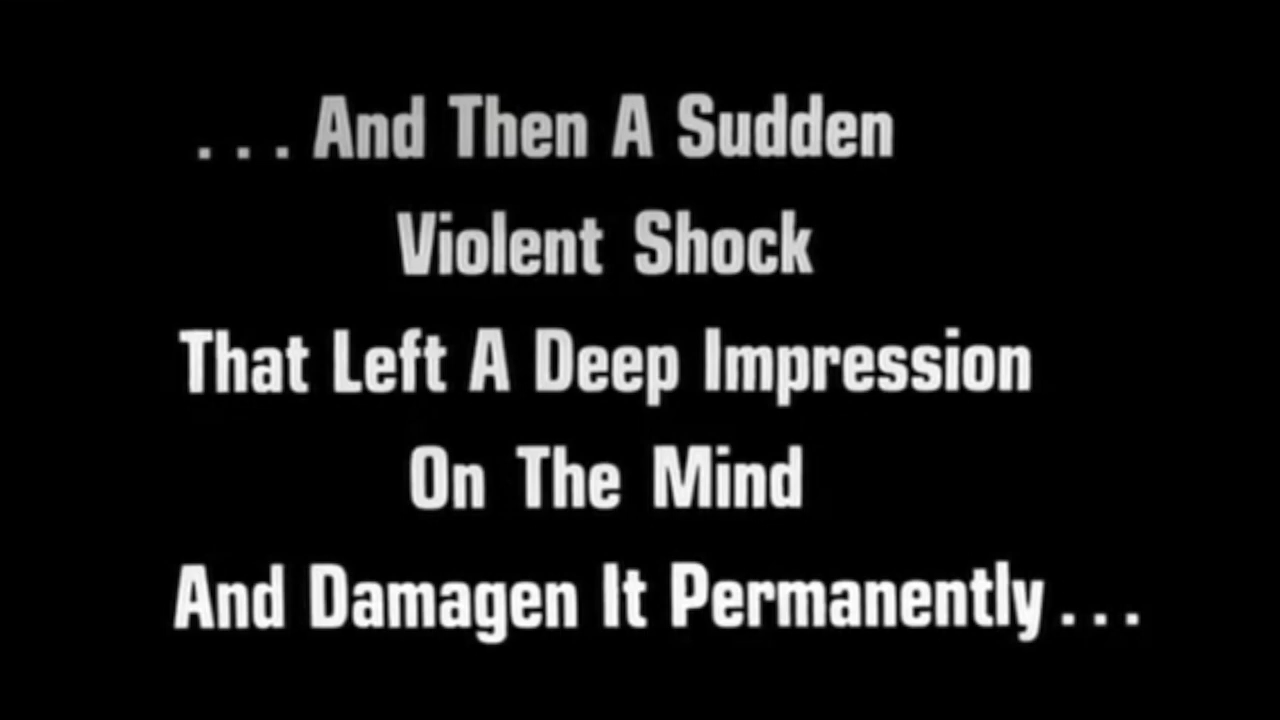 . . . And Then A Sudden
Violent Shock
That Left A Deep Impression
On The Mind
And Damagen It Permanently . . .